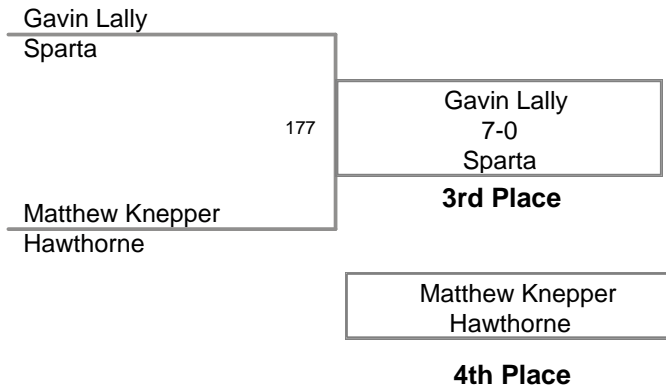 Gavin Lally
Sparta
177
Gavin Lally
7-0
Sparta
3rd Place
Matthew Knepper
Hawthorne
Matthew Knepper
Hawthorne
4th Place